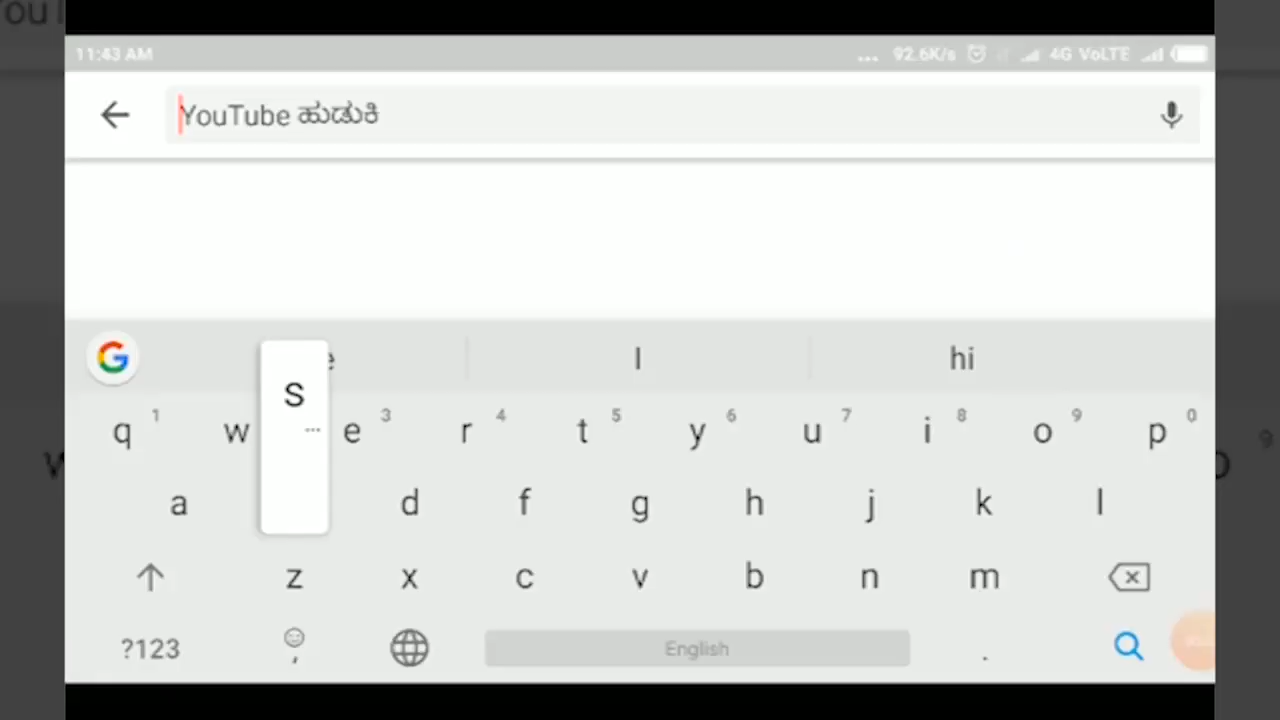 11:43 AM ... 92.6K/s 4G VoLTE
YouTube ಹುಡುಕಿ
I hi
q 1 w e 3 r 4 t 5 y 6 u 7 i 8 o 9 p 0
S
a d f g h j k l
z x c v b n m
?123 , English .